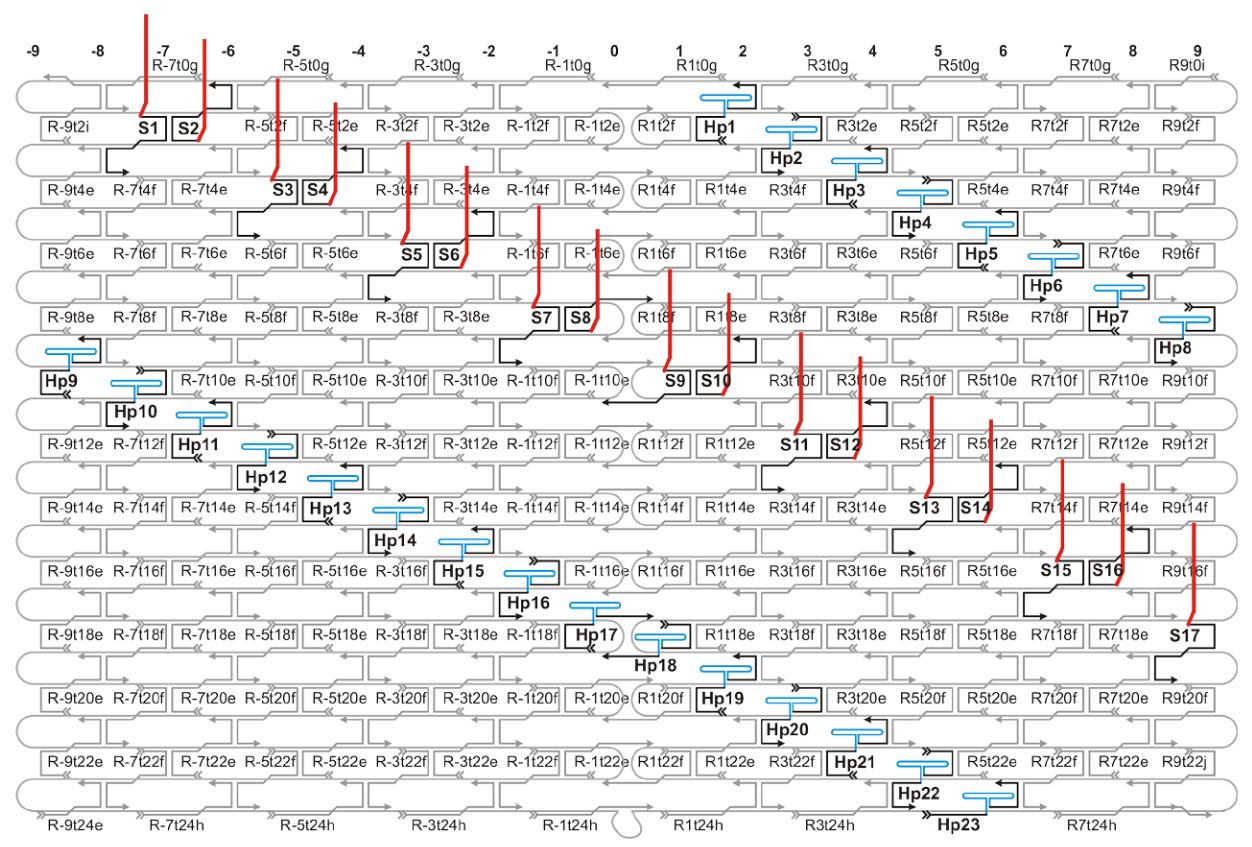 -9 -8 -7 -6 -5 -4 -3 -2 -1 0 1 2 3 4 5 6 7 8 9
R-7t0g R-5t0g R-3t0g R-1t0g R1t0g R3t0g R5t0g R7t0g R9t0i
R-9t2i S1 S2 R-5t2f R-5t2e R-3t2f R-3t2e R-1t2f R-1t2e R1t2f Hp1 Hp2 R3t2e R5t2f R5t2e R7t2f R7t2e R9t2f
R-9t4e R-7t4f R-7t4e S3 S4 R-3t4f R-3t4e R-1t4f R-1t4e R1t4f R1t4e R3t4f Hp3 Hp4 R5t4e R7t4f R7t4e R9t4f
R-9t6e R-7t6f R-7t6e R-5t6f R-5t6e S5 S6 R-1t6f R-1t6e R1t6f R1t6e R3t6f R3t6e R5t6f Hp5 Hp6 R7t6e R9t6f
R-9t8e R-7t8f R-7t8e R-5t8f R-5t8e R-3t8f R-3t8e S7 S8 R1t8f R1t8e R3t8f R3t8e R5t8f R5t8e R7t8f Hp7 Hp8
Hp9 Hp10 R-7t10e R-5t10f R-5t10e R-3t10f R-3t10e R-1t10f R-1t10e S9 S10 R3t10f R3t10e R5t10f R5t10e R7t10f R7t10e R9t10f
R-9t12e R-7t12f Hp11 Hp12 R-5t12e R-3t12f R-3t12e R-1t12f R-1t12e R1t12f R1t12e S11 S12 R5t12f R5t12e R7t12f R7t12e R9t12f
R-9t14e R-7t14f R-7t14e R-5t14f Hp13 Hp14 R-3t14e R-1t14f R-1t14e R1t14f R1t14e R3t14f R3t14e S13 S14 R7t14f R7t14e R9t14f
R-9t16e R-7t16f R-7t16e R-5t16f R-5t16e R-3t16f Hp15 Hp16 R-1t16e R1t16f R1t16e R3t16f R3t16e R5t16f R5t16e S15 S16 R9t16f
R-9t18e R-7t18f R-7t18e R-5t18f R-5t18e R-3t18f R-3t18e R-1t18f Hp17 Hp18 R1t18e R3t18f R3t18e R5t18f R5t18e R7t18f R7t18e S17
R-9t20e R-7t20f R-7t20e R-5t20f R-5t20e R-3t20f R-3t20e R-1t20f R-1t20e R1t20f Hp19 Hp20 R3t20e R5t20f R5t20e R7t20f R7t20e R9t20f
R-9t22e R-7t22f R-7t22e R-5t22f R-5t22e R-3t22f R-3t22e R-1t22f R-1t22e R1t22f R1t22e R3t22f Hp21 Hp22 R5t22e R7t22f R7t22e R9t22j
R-9t24e R-7t24h R-5t24h R-3t24h R-1t24h R1t24h R3t24h Hp23 R7t24h